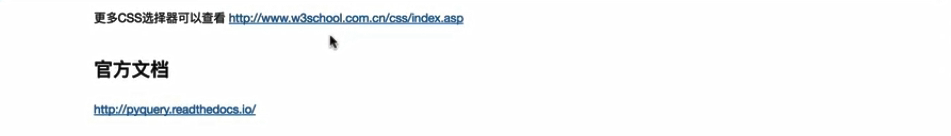 更多CSS选择器可以查看 http://www.w3school.com.cn/css/index.asp
官方文档
http://pyquery.readthedocs.io/